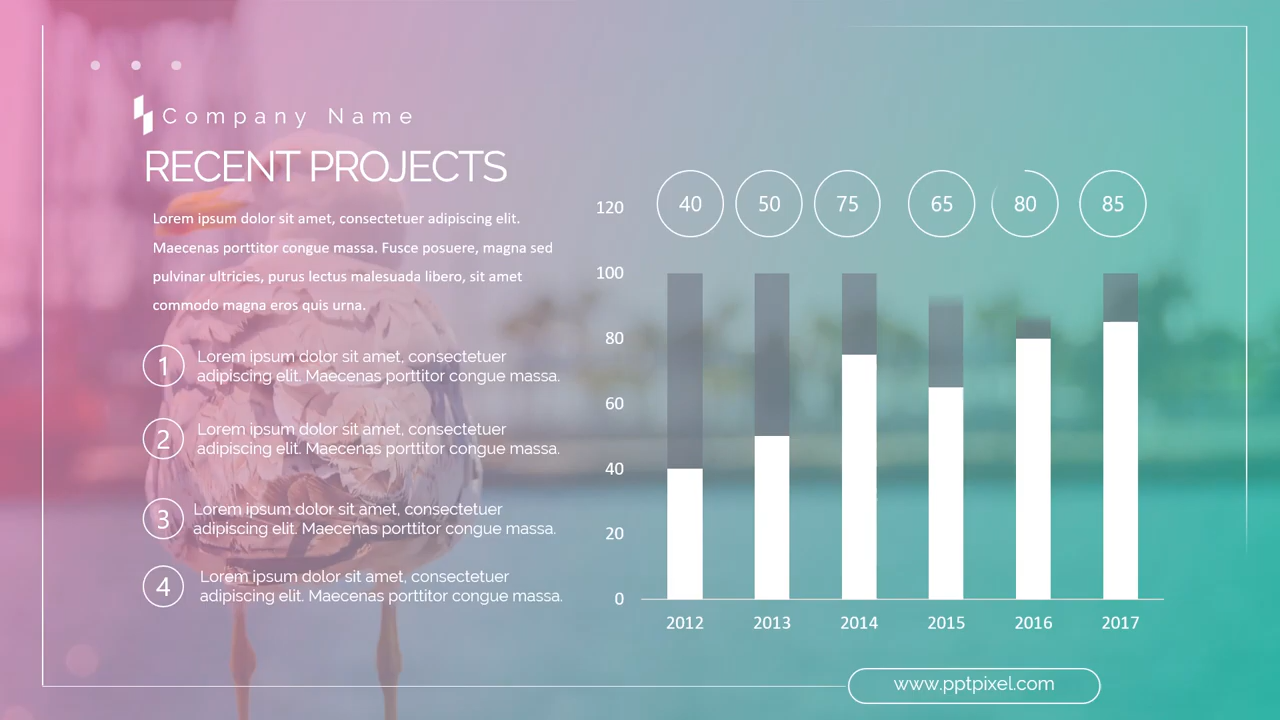 Company Name
RECENT PROJECTS
Lorem ipsum dolor sit amet, consectetuer adipiscing elit.
Maecenas porttitor congue massa. Fusce posuere, magna sed
pulvinar ultricies, purus lectus malesuada libero, sit amet
commodo magna eros quis urna.
1
Lorem ipsum dolor sit amet, consectetuer
adipiscing elit. Maecenas porttitor congue massa.
2
Lorem ipsum dolor sit amet, consectetuer
adipiscing elit. Maecenas porttitor congue massa.
3
Lorem ipsum dolor sit amet, consectetuer
adipiscing elit. Maecenas porttitor congue massa.
4
Lorem ipsum dolor sit amet, consectetuer
adipiscing elit. Maecenas porttitor congue massa.
40 50 75 65 80 85
120
100
80
60
40
20
0
2012 2013 2014 2015 2016 2017
www.pptpixel.com